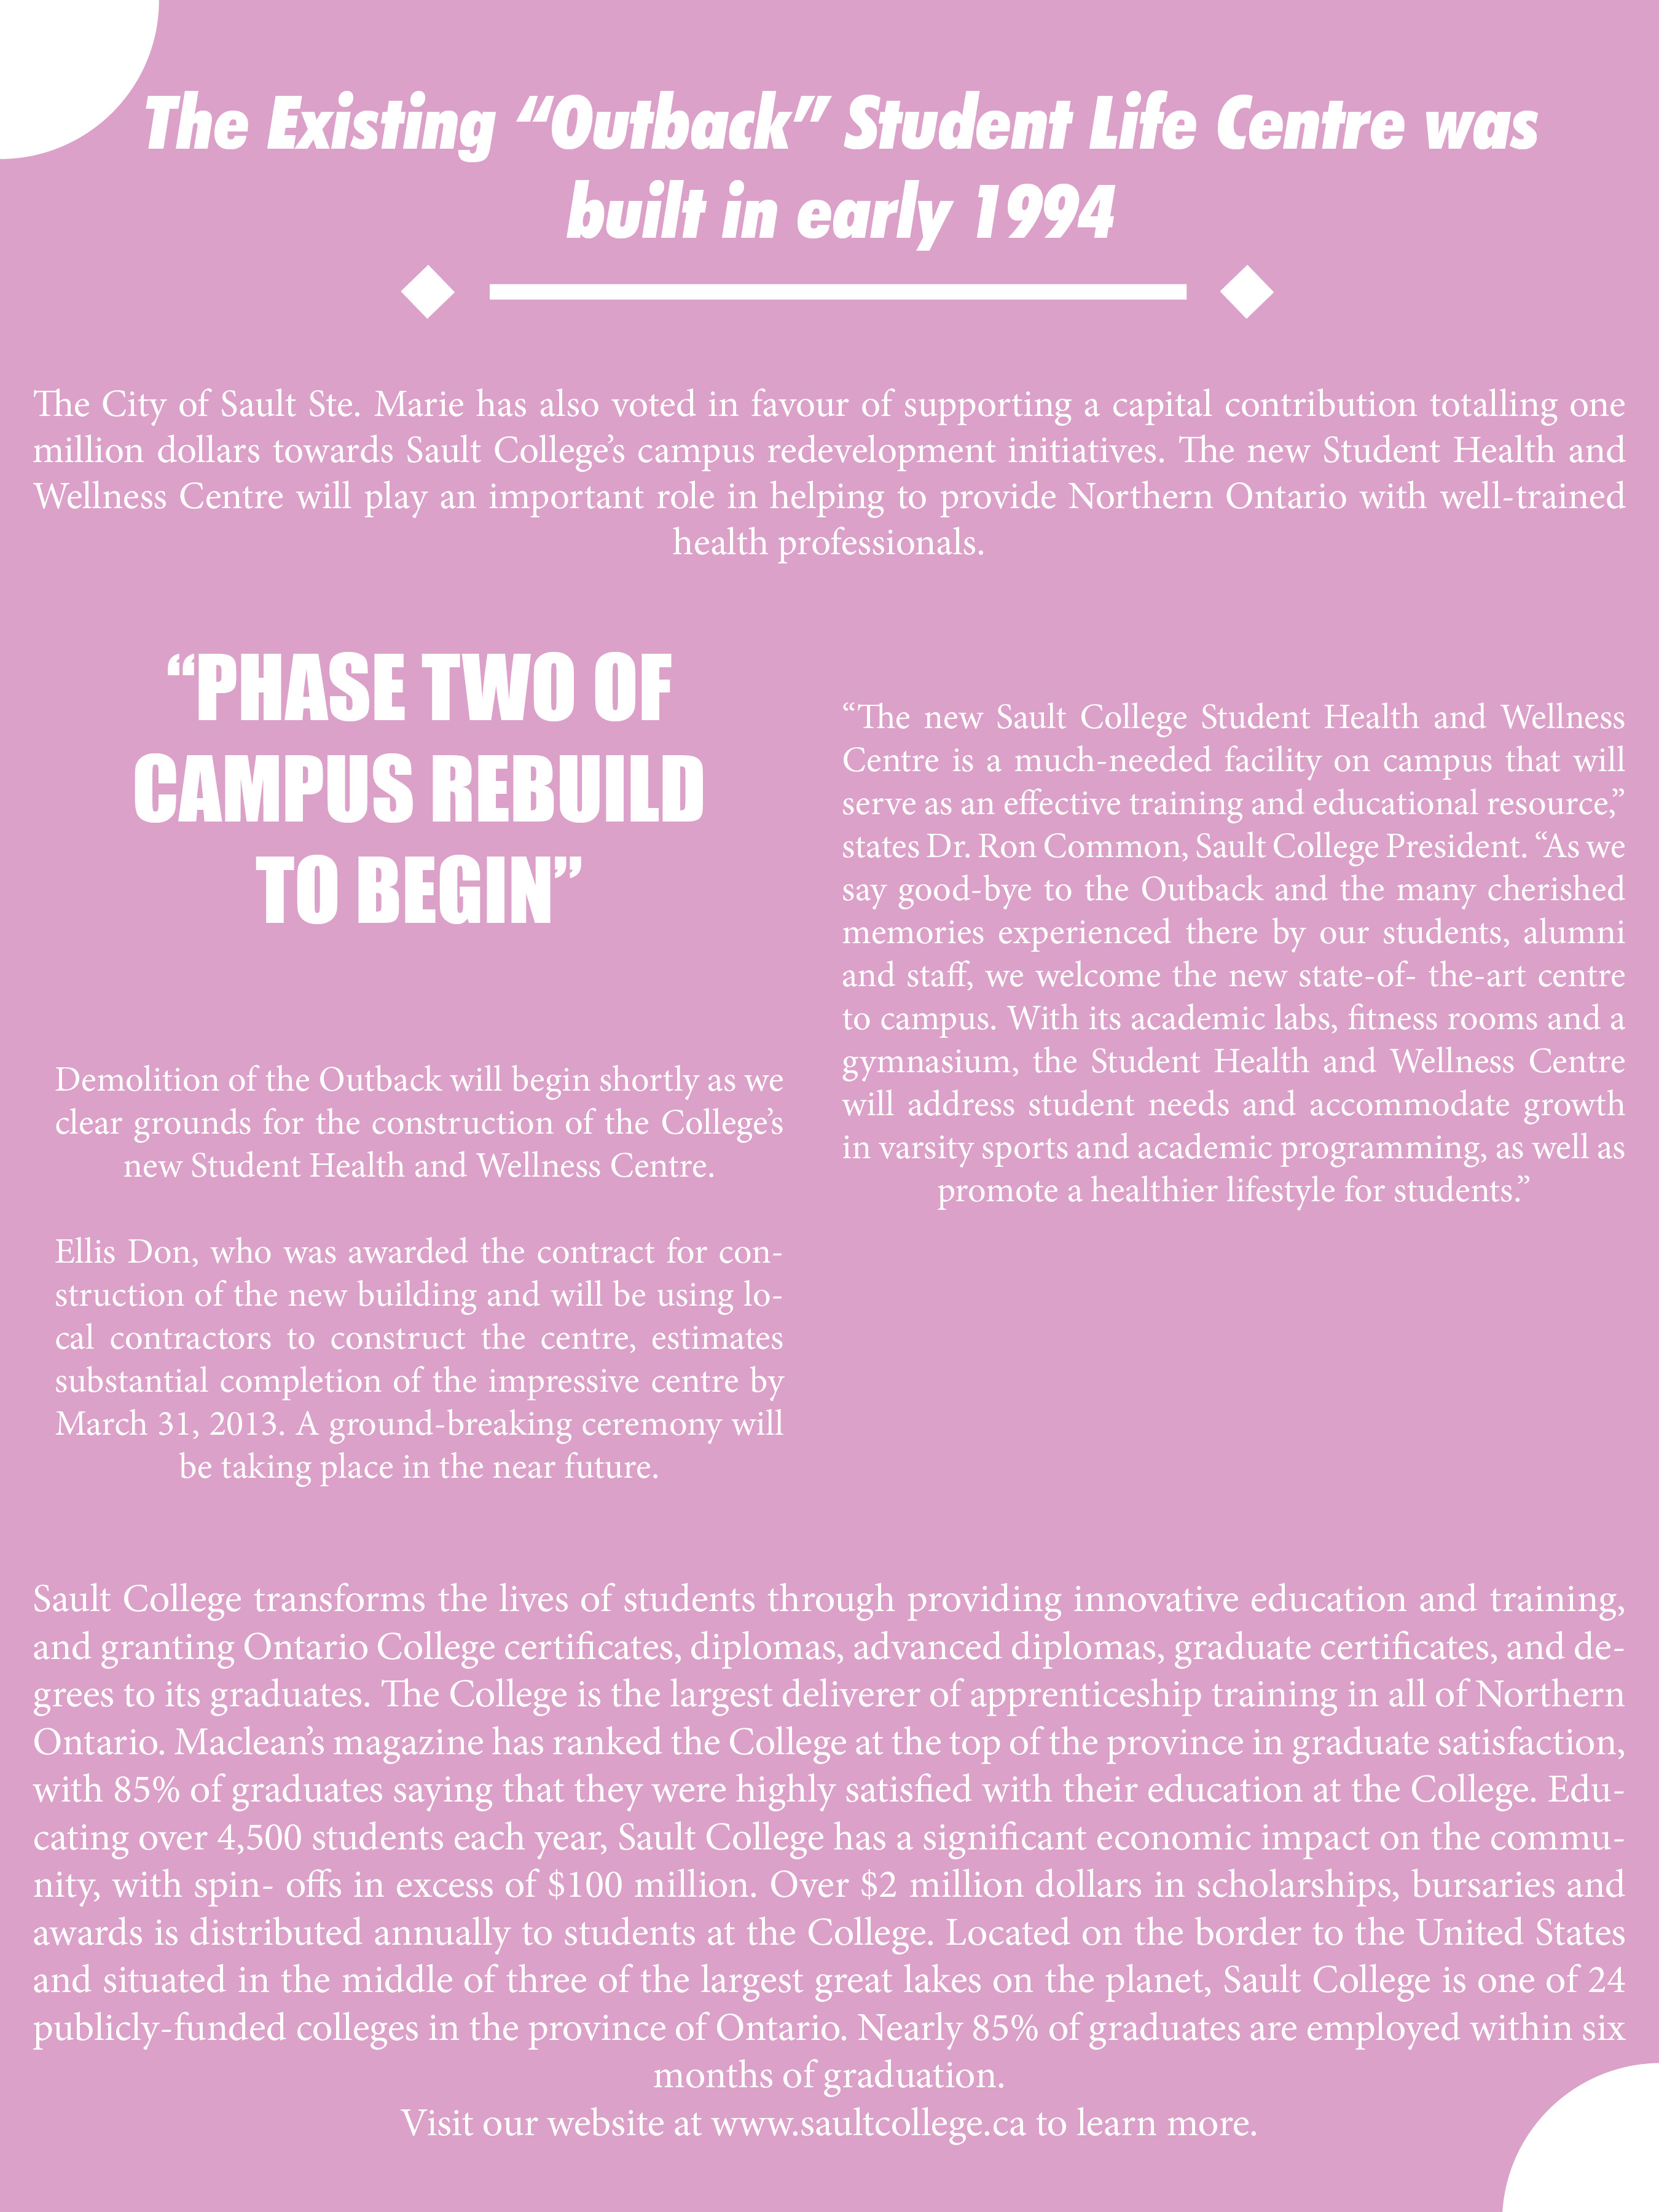 The Existing “Outback” Student Life Centre was
built in early 1994
The City of Sault Ste. Marie has also voted in favour of supporting a capital contribution totalling one
million dollars towards Sault College’s campus redevelopment initiatives. The new Student Health and
Wellness Centre will play an important role in helping to provide Northern Ontario with well-trained
health professionals.
“PHASE TWO OF
CAMPUS REBUILD
TO BEGIN”
Demolition of the Outback will begin shortly as we
clear grounds for the construction of the College’s
new Student Health and Wellness Centre.
Ellis Don, who was awarded the contract for con-
struction of the new building and will be using lo-
cal contractors to construct the centre, estimates
substantial completion of the impressive centre by
March 31, 2013. A ground-breaking ceremony will
be taking place in the near future.
“The new Sault College Student Health and Wellness
Centre is a much-needed facility on campus that will
serve as an effective training and educational resource,”
states Dr. Ron Common, Sault College President. “As we
say good-bye to the Outback and the many cherished
memories experienced there by our students, alumni
and staff, we welcome the new state-of- the-art centre
to campus. With its academic labs, fitness rooms and a
gymnasium, the Student Health and Wellness Centre
will address student needs and accommodate growth
in varsity sports and academic programming, as well as
promote a healthier lifestyle for students.”
Sault College transforms the lives of students through providing innovative education and training,
and granting Ontario College certificates, diplomas, advanced diplomas, graduate certificates, and de-
grees to its graduates. The College is the largest deliverer of apprenticeship training in all of Northern
Ontario. Maclean’s magazine has ranked the College at the top of the province in graduate satisfaction,
with 85% of graduates saying that they were highly satisfied with their education at the College. Edu-
cating over 4,500 students each year, Sault College has a significant economic impact on the commu-
nity, with spin- offs in excess of $100 million. Over $2 million dollars in scholarships, bursaries and
awards is distributed annually to students at the College. Located on the border to the United States
and situated in the middle of three of the largest great lakes on the planet, Sault College is one of 24
publicly-funded colleges in the province of Ontario. Nearly 85% of graduates are employed within six
months of graduation.
Visit our website at www.saultcollege.ca to learn more.